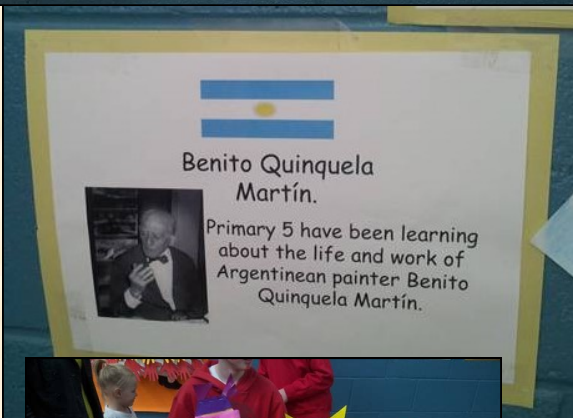 Benito Quinquela
Martín.
Primary 5 have been learning
about the life and work of
Argentinean painter Benito
Quinquela Martín.